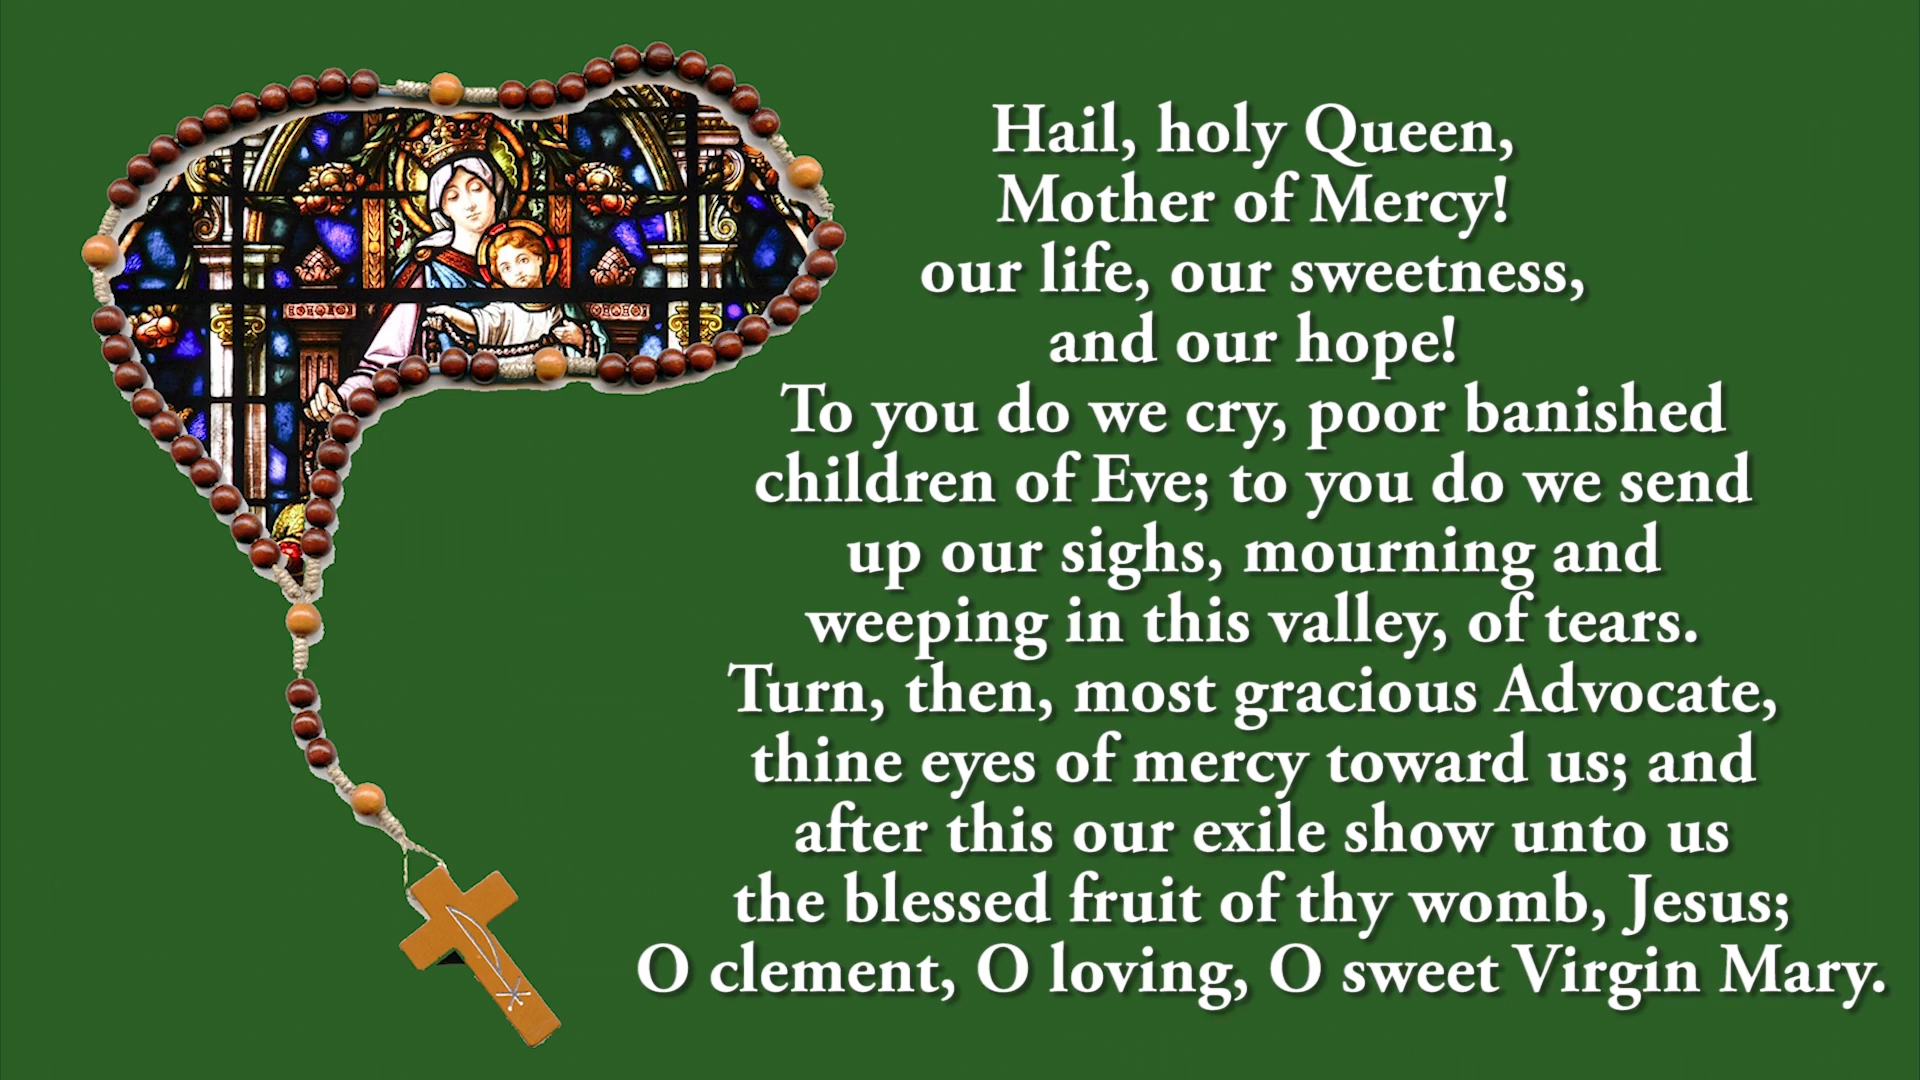 Hail, holy Queen,
Mother of Mercy!
our life, our sweetness,
and our hope!
To you do we cry, poor banished
children of Eve; to you do we send
up our sighs, mourning and
weeping in this valley, of tears.
Turn, then, most gracious Advocate,
thine eyes of mercy toward us; and
after this our exile show unto us
the blessed fruit of thy womb, Jesus;
O clement, O loving, O sweet Virgin Mary.